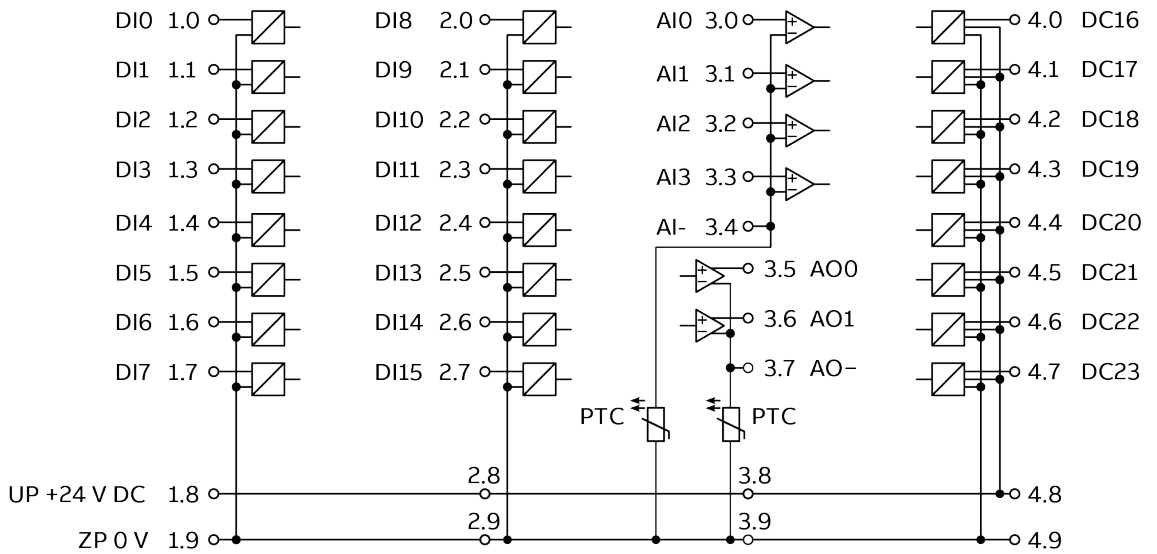 DI0 1.0 DI8 2.0 AI0 3.0 + − 4.0 DC16
DI1 1.1 DI9 2.1 AI1 3.1 + − 4.1 DC17
DI2 1.2 DI10 2.2 AI2 3.2 + − 4.2 DC18
DI3 1.3 DI11 2.3 AI3 3.3 + − 4.3 DC19
DI4 1.4 DI12 2.4 AI- 3.4 4.4 DC20
DI5 1.5 DI13 2.5 + − 3.5 AO0 4.5 DC21
DI6 1.6 DI14 2.6 + − 3.6 AO1 4.6 DC22
DI7 1.7 DI15 2.7 3.7 AO− 4.7 DC23
PTC PTC
UP +24 V DC 1.8 2.8 3.8 4.8
ZP 0 V 1.9 2.9 3.9 4.9